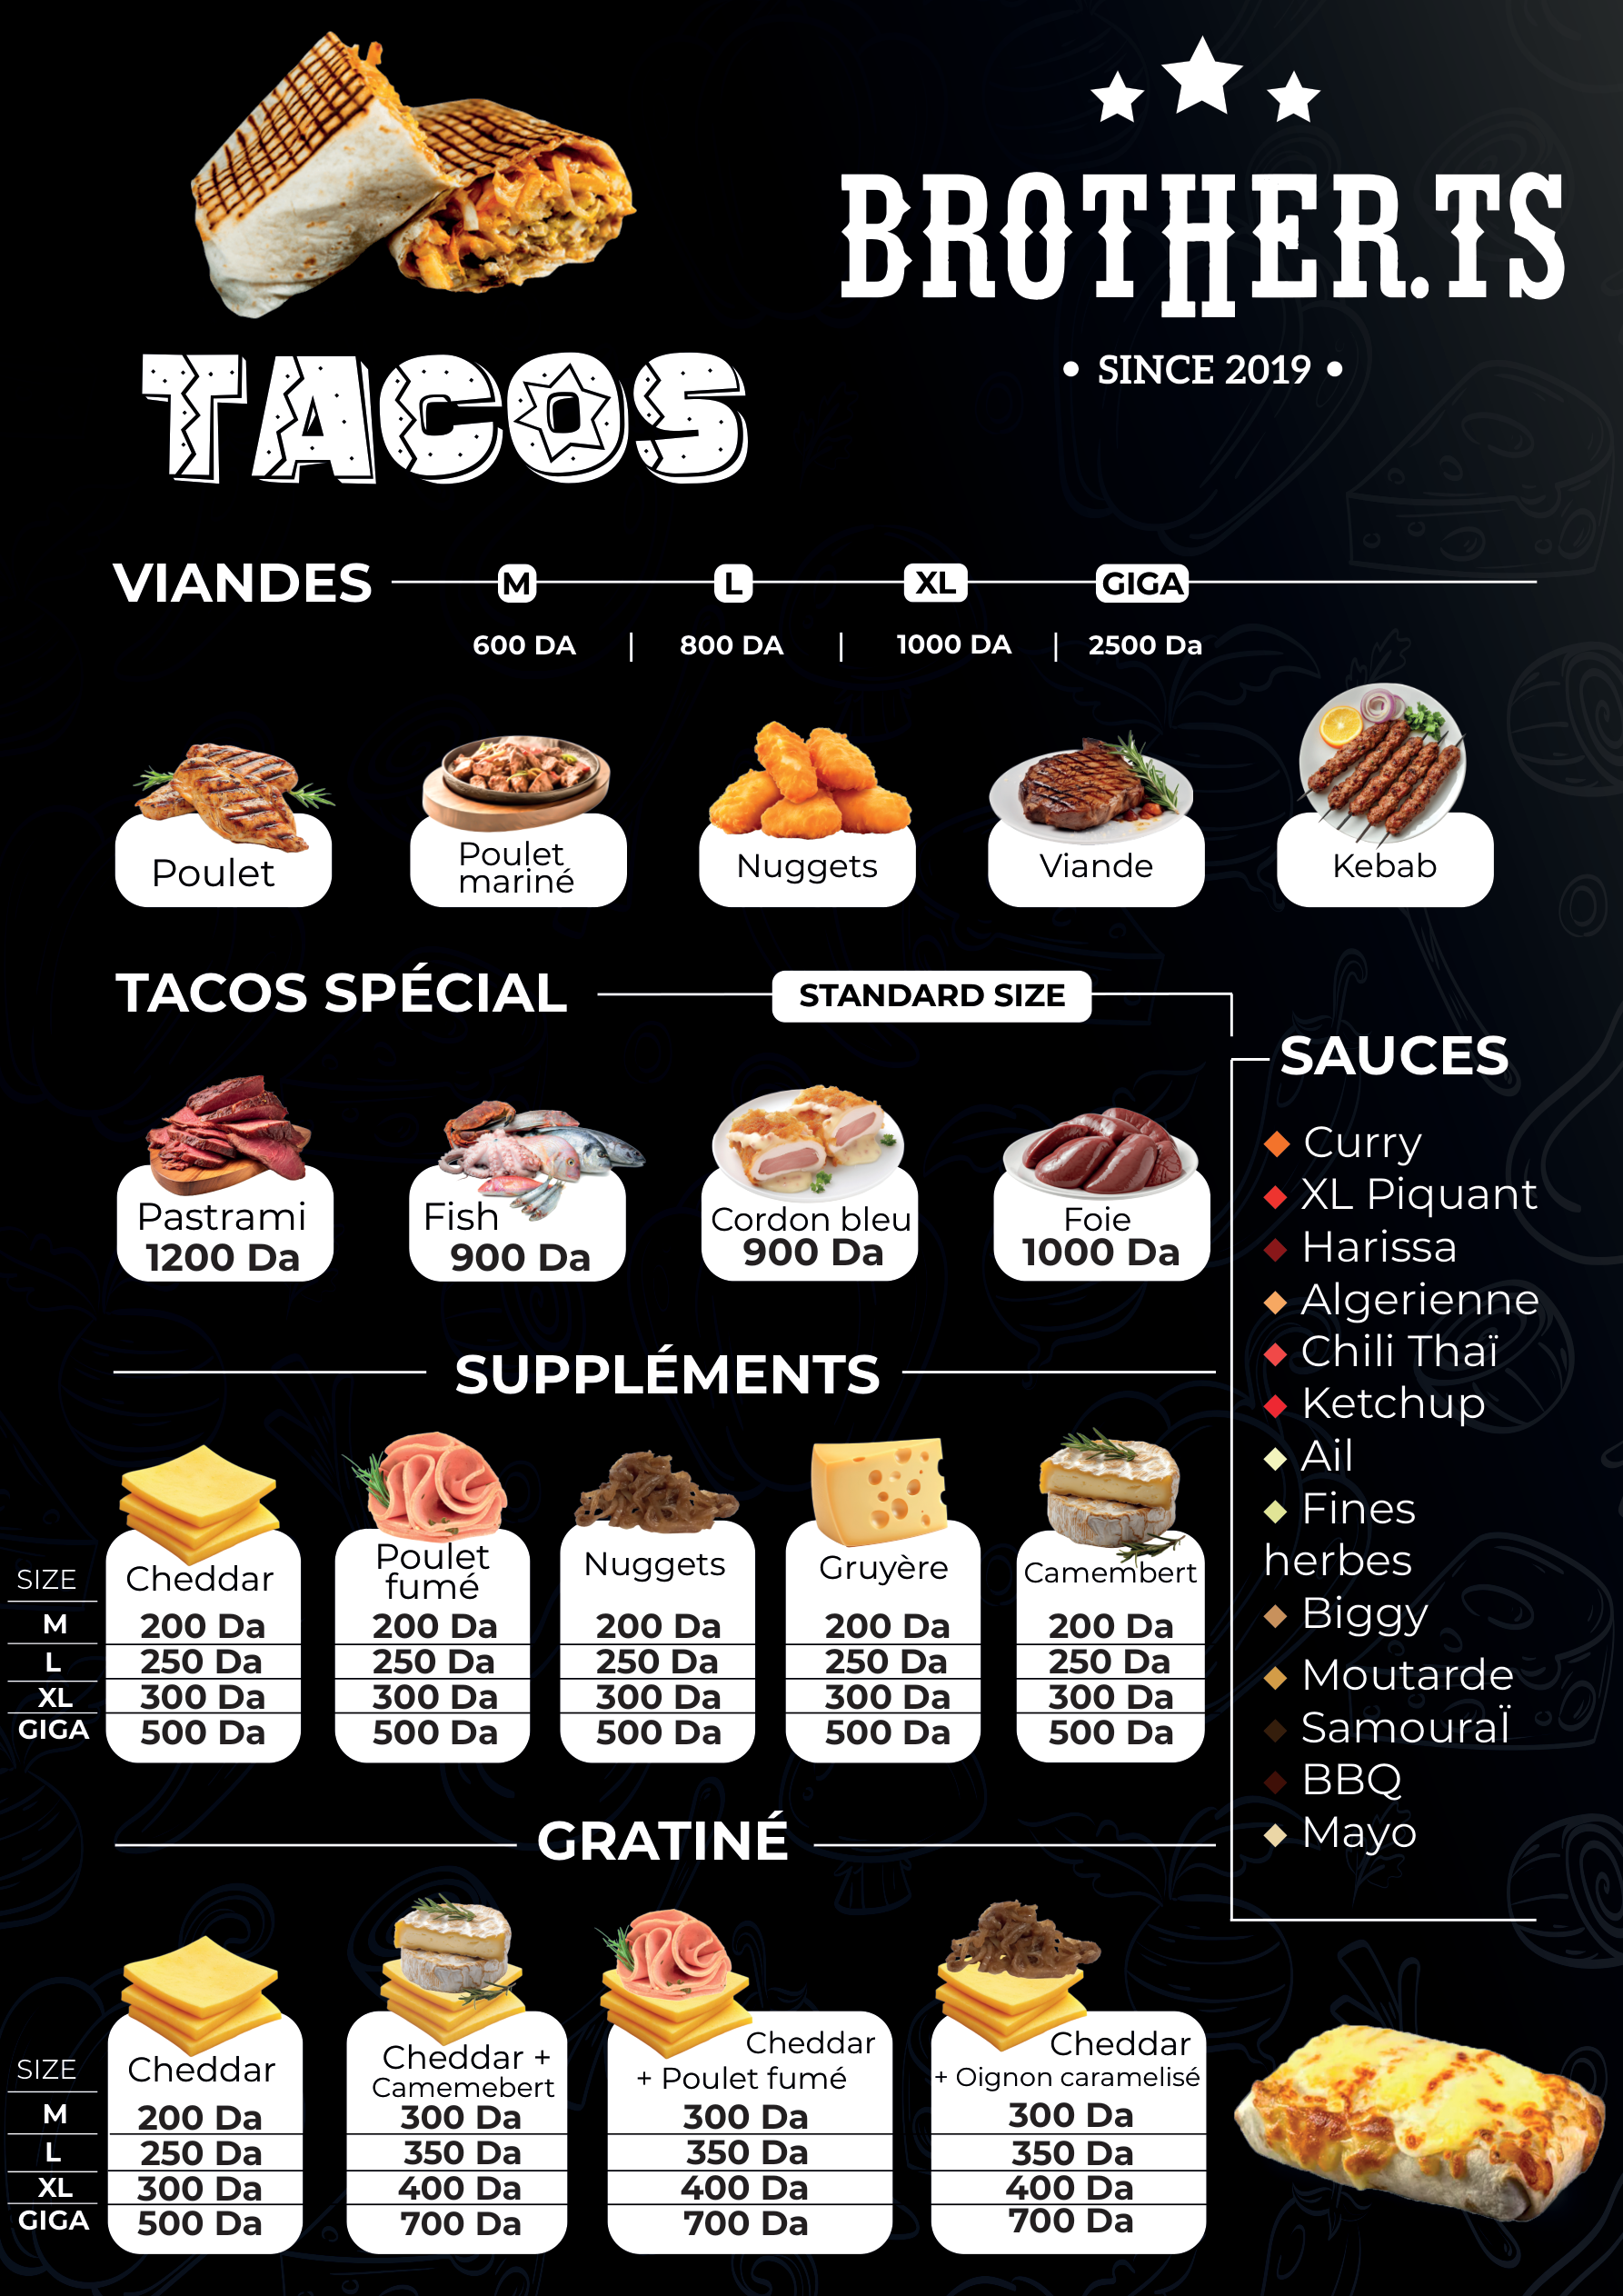 BROTHER.TS
• SINCE 2019 •
TACOS
VIANDES M L XL GIGA
600 DA | 800 DA | 1000 DA | 2500 Da
Poulet
Poulet
mariné
Nuggets
Viande
Kebab
TACOS SPÉCIAL STANDARD SIZE
Pastrami
1200 Da
Fish
900 Da
Cordon bleu
900 Da
Foie
1000 Da
SAUCES
Curry
XL Piquant
Harissa
Algerienne
Chili Thaï
Ketchup
Ail
Fines
herbes
Biggy
Moutarde
SamouraÏ
BBQ
Mayo
SUPPLÉMENTS
SIZE
M
L
XL
GIGA
Cheddar
200 Da
250 Da
300 Da
500 Da
Poulet
fumé
200 Da
250 Da
300 Da
500 Da
Nuggets
200 Da
250 Da
300 Da
500 Da
Gruyère
200 Da
250 Da
300 Da
500 Da
Camembert
200 Da
250 Da
300 Da
500 Da
GRATINÉ
SIZE
M
L
XL
GIGA
Cheddar
200 Da
250 Da
300 Da
500 Da
Cheddar +
Camemebert
300 Da
350 Da
400 Da
700 Da
Cheddar
+ Poulet fumé
300 Da
350 Da
400 Da
700 Da
Cheddar
+ Oignon caramelisé
300 Da
350 Da
400 Da
700 Da